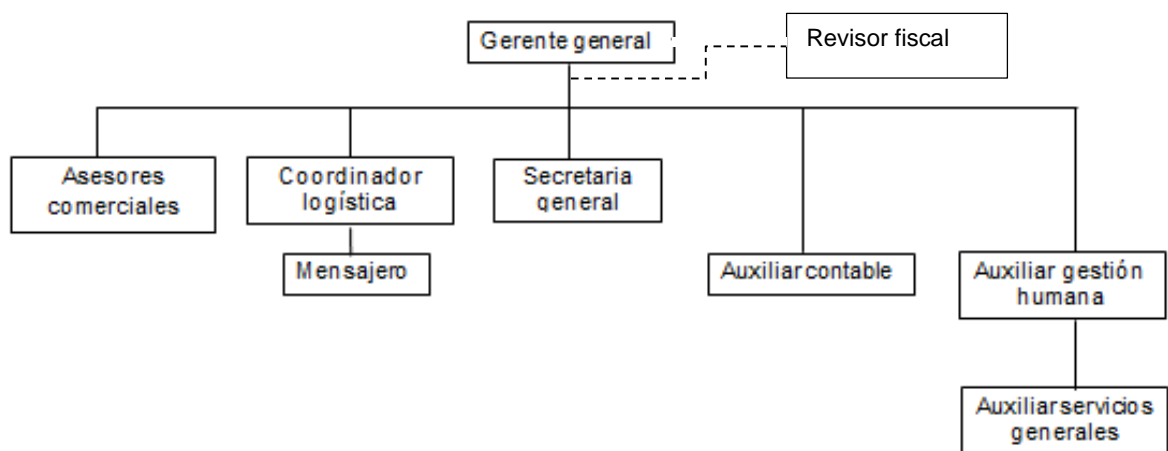 Gerente general
Revisor fiscal
Asesores
comerciales
Coordinador
logística
Secretaria
general
Mensajero
Auxiliar contable
Auxiliar gestión
humana
Auxiliar servicios
generales